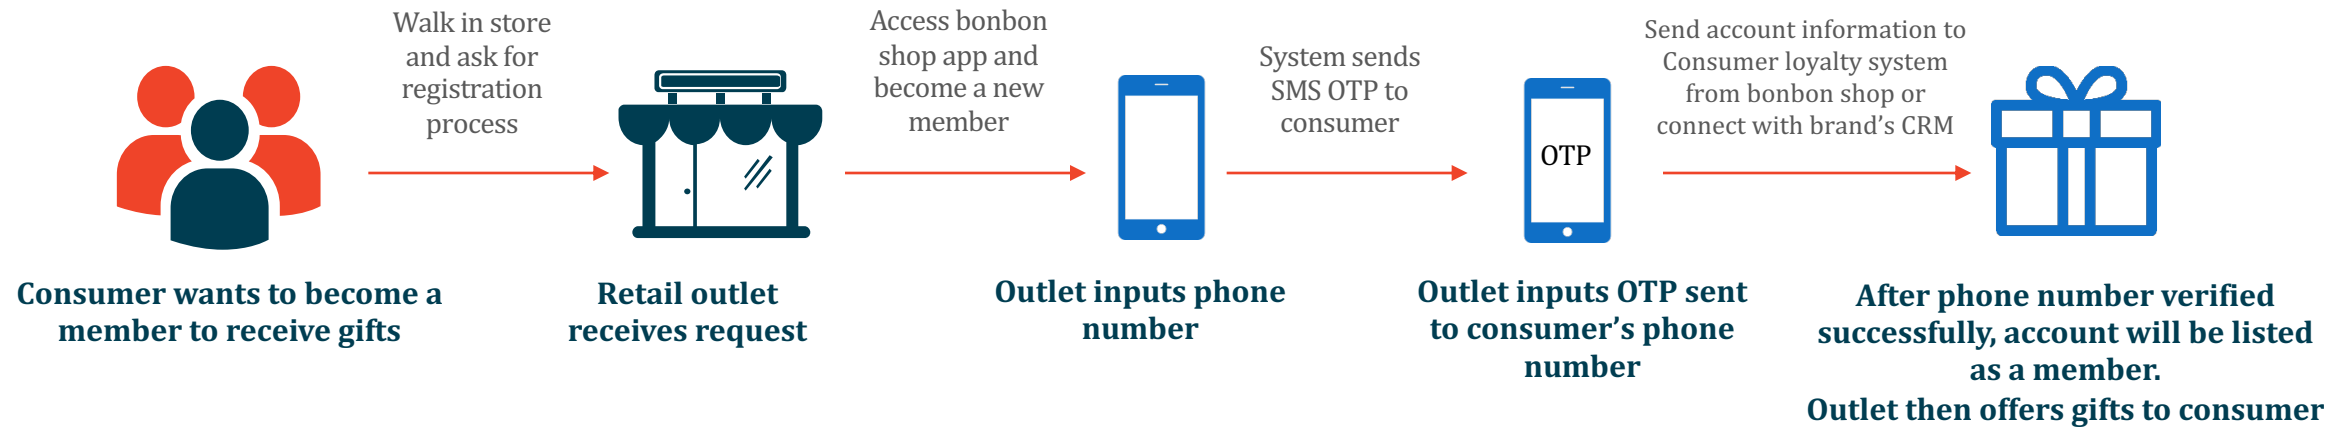 Walk in store
and ask for
registration
process
Access bonbon
shop app and
become a new
member
System sends
SMS OTP to
consumer
Send account information to
Consumer loyalty system
from bonbon shop or
connect with brand’s CRM
OTP
Consumer wants to become a
member to receive gifts
Retail outlet
receives request
Outlet inputs phone
number
Outlet inputs OTP sent
to consumer’s phone
number
After phone number verified
successfully, account will be listed
as a member.
Outlet then offers gifts to consumer